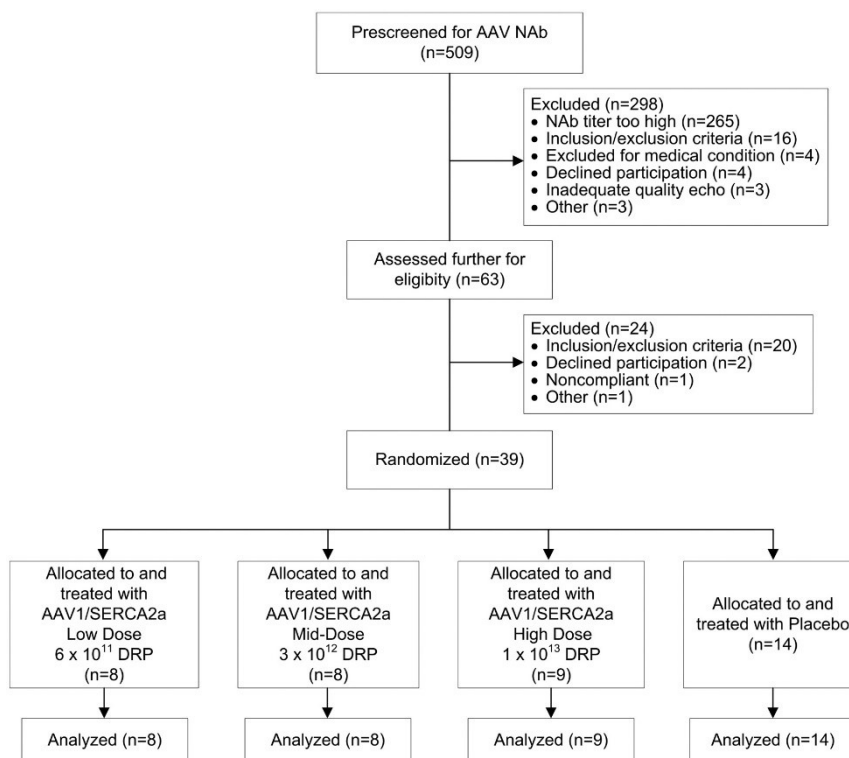 Prescreened for AAV NAb
(n=509)
Excluded (n=298)
• NAb titer too high (n=265)
• Inclusion/exclusion criteria (n=16)
• Excluded for medical condition (n=4)
• Declined participation (n=4)
• Inadequate quality echo (n=3)
• Other (n=3)
Assessed further for
eligibity (n=63)
Excluded (n=24)
• Inclusion/exclusion criteria (n=20)
• Declined participation (n=2)
• Noncompliant (n=1)
• Other (n=1)
Randomized (n=39)
Allocated to and
treated with
AAV1/SERCA2a
Low Dose
6 x 10¹¹ DRP
(n=8)
Allocated to and
treated with
AAV1/SERCA2a
Mid-Dose
3 x 10¹² DRP
(n=8)
Allocated to and
treated with
AAV1/SERCA2a
High Dose
1 x 10¹³ DRP
(n=9)
Allocated to and
treated with Placebo
(n=14)
Analyzed (n=8)
Analyzed (n=8)
Analyzed (n=9)
Analyzed (n=14)